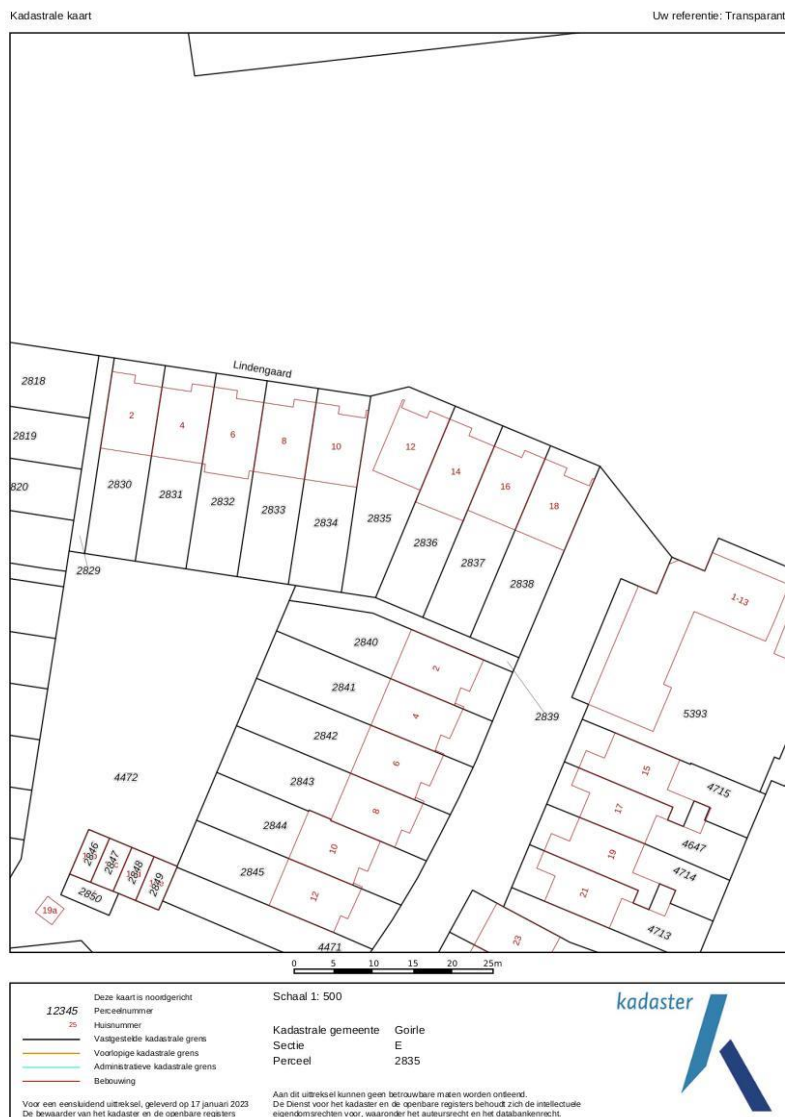 Kadastrale kaart
Uw referentie: Transparant
Lindengaard
2818
2819
820
2
4
6
8
10
12
14
16
18
2830
2831
2832
2833
2834
2835
2836
2837
2838
2829
1-13
2840
2841
2842
2843
2844
2845
2
4
6
8
10
12
2839
5393
4472
15
17
19
21
23
4715
4647
4714
4713
2846
2847
2848
2849
2850
19a
4471
0 5 10 15 20 25m
Deze kaart is noordgericht
12345 Perceelnummer
25 Huisnummer
Vastgestelde kadastrale grens
Voorlopige kadastrale grens
Administratieve kadastrale grens
Bebouwing
Voor een eensluidend uittreksel, geleverd op 17 januari 2023
De bewaarder van het kadaster en de openbare registers
Schaal 1: 500
Kadastrale gemeente Goirle
Sectie E
Perceel 2835
Aan dit uittreksel kunnen geen betrouwbare maten worden ontleend.
De Dienst voor het kadaster en de openbare registers behoudt zich de intellectuele
eigendomsrechten voor, waaronder het auteursrecht en het databankenrecht.
kadaster